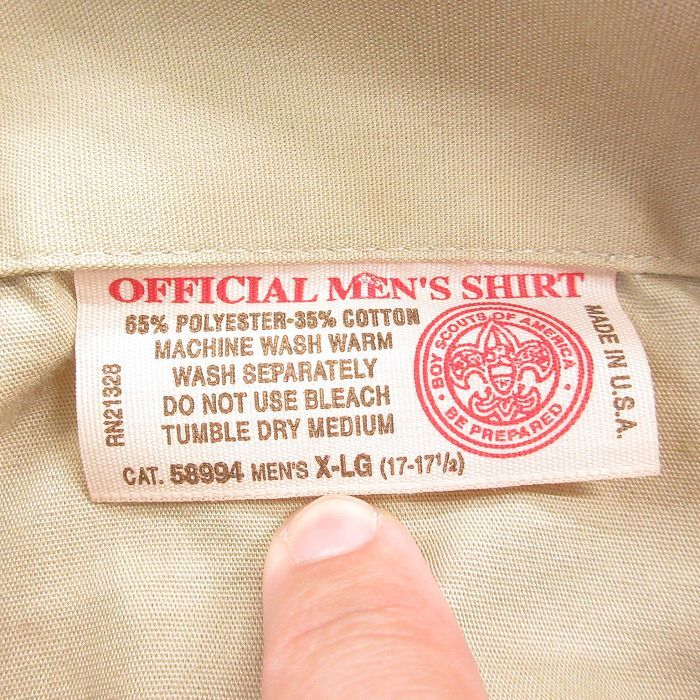 OFFICIAL MEN'S SHIRT
65% POLYESTER-35% COTTON
MACHINE WASH WARM
WASH SEPARATELY
DO NOT USE BLEACH
TUMBLE DRY MEDIUM
CAT. 58994 MEN'S X-LG (17-17½)
RN21328
BOY SCOUTS OF AMERICA
BE PREPARED
MADE IN U.S.A.